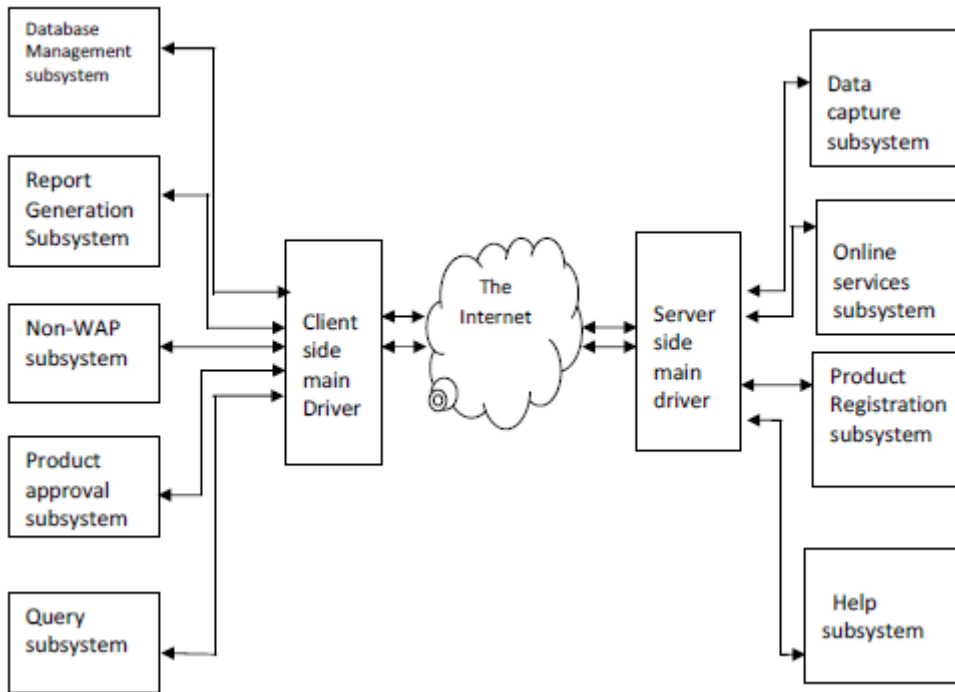 Database
Management
subsystem
Report
Generation
Subsystem
Non-WAP
subsystem
Product
approval
subsystem
Query
subsystem
Client
side
main
Driver
The
Internet
Server
side
main
driver
Data
capture
subsystem
Online
services
subsystem
Product
Registration
subsystem
Help
subsystem